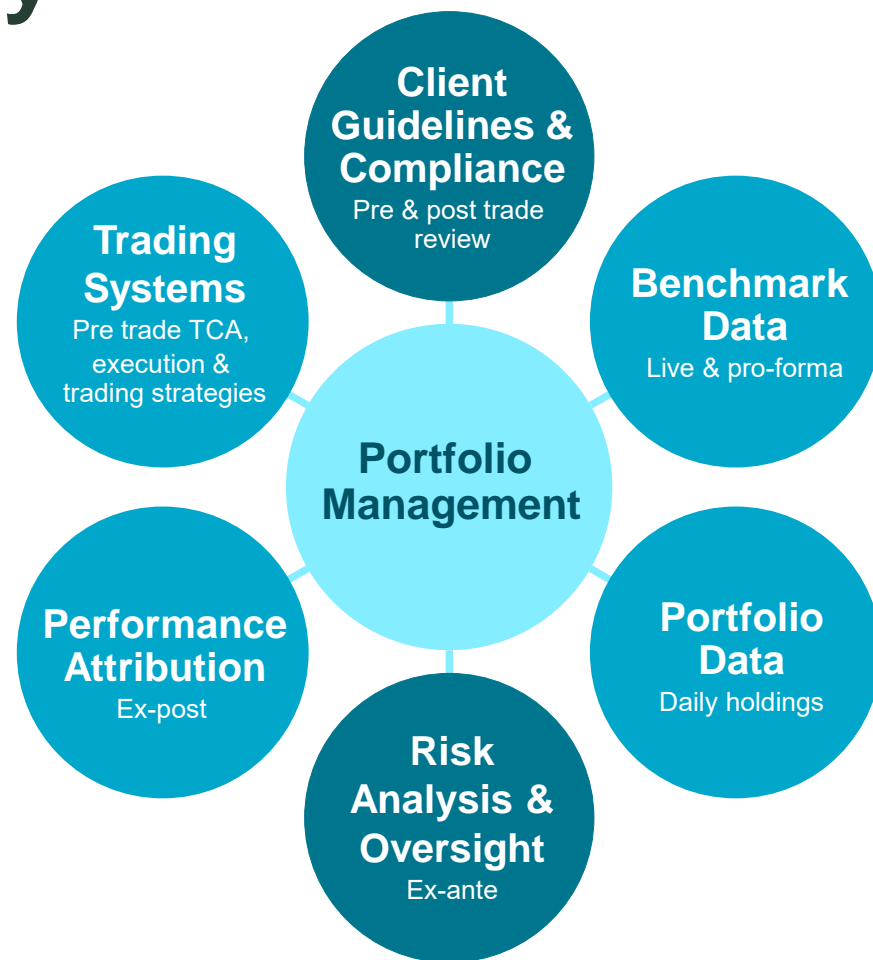 y
Client
Guidelines &
Compliance
Pre & post trade
review
Trading
Systems
Pre trade TCA,
execution &
trading strategies
Benchmark
Data
Live & pro-forma
Portfolio
Management
Performance
Attribution
Ex-post
Portfolio
Data
Daily holdings
Risk
Analysis &
Oversight
Ex-ante